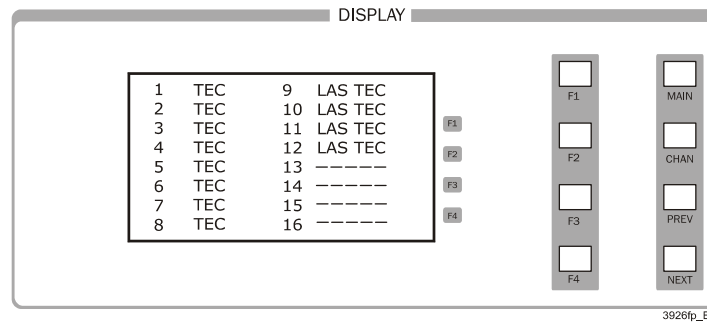 DISPLAY
1 TEC 9 LAS TEC
2 TEC 10 LAS TEC
3 TEC 11 LAS TEC
4 TEC 12 LAS TEC
5 TEC 13 –––––
6 TEC 14 –––––
7 TEC 15 –––––
8 TEC 16 –––––
F1
F2
F3
F4
F1 MAIN
F2 CHAN
F3 PREV
F4 NEXT
3926fp_E